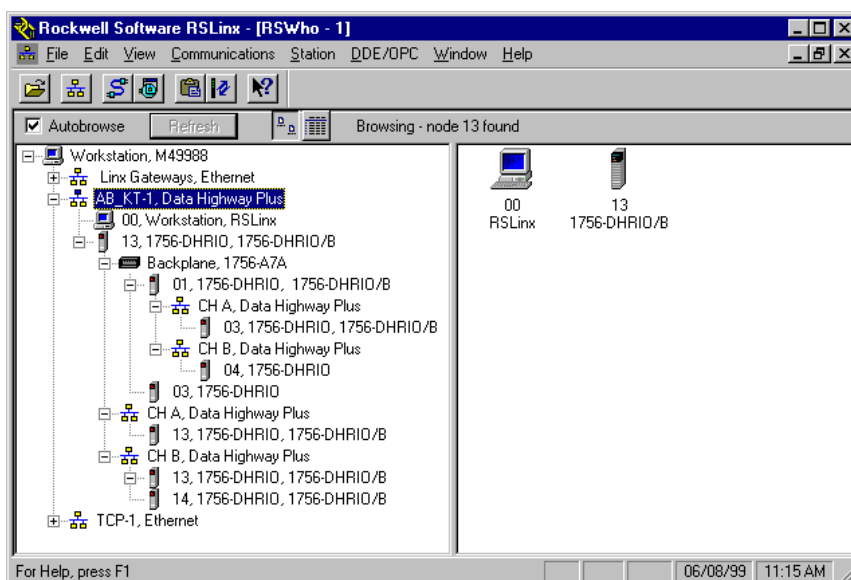 Rockwell Software RSLinx - [RSWho - 1]
File Edit View Communications Station DDE/OPC Window Help
Autobrowse Refresh Browsing - node 13 found
Workstation, M49988
Linx Gateways, Ethernet
AB_KT-1, Data Highway Plus
00, Workstation, RSLinx
13, 1756-DHRIO, 1756-DHRIO/B
Backplane, 1756-A7A
01, 1756-DHRIO, 1756-DHRIO/B
CH A, Data Highway Plus
03, 1756-DHRIO, 1756-DHRIO/B
CH B, Data Highway Plus
04, 1756-DHRIO
03, 1756-DHRIO
CH A, Data Highway Plus
13, 1756-DHRIO, 1756-DHRIO/B
CH B, Data Highway Plus
13, 1756-DHRIO, 1756-DHRIO/B
14, 1756-DHRIO, 1756-DHRIO/B
TCP-1, Ethernet
00
RSLinx
13
1756-DHRIO/B
For Help, press F1
06/08/99 11:15 AM